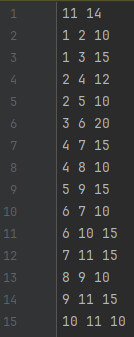 1 11 14
2 1 2 10
3 1 3 15
4 2 4 12
5 2 5 10
6 3 6 20
7 4 7 15
8 4 8 10
9 5 9 15
10 6 7 10
11 6 10 15
12 7 11 15
13 8 9 10
14 9 11 15
15 10 11 10